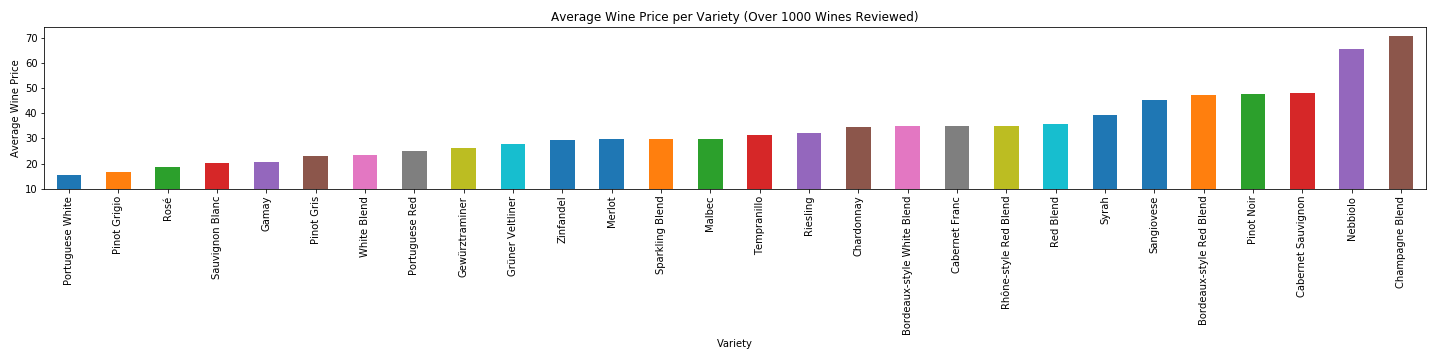 Average Wine Price per Variety (Over 1000 Wines Reviewed)
Average Wine Price
70
60
50
40
30
20
10
Portuguese White
Pinot Grigio
Rosé
Sauvignon Blanc
Gamay
Pinot Gris
White Blend
Portuguese Red
Gewürztraminer
Grüner Veltliner
Zinfandel
Merlot
Sparkling Blend
Malbec
Tempranillo
Riesling
Chardonnay
Bordeaux-style White Blend
Cabernet Franc
Rhône-style Red Blend
Red Blend
Syrah
Sangiovese
Bordeaux-style Red Blend
Pinot Noir
Cabernet Sauvignon
Nebbiolo
Champagne Blend
Variety